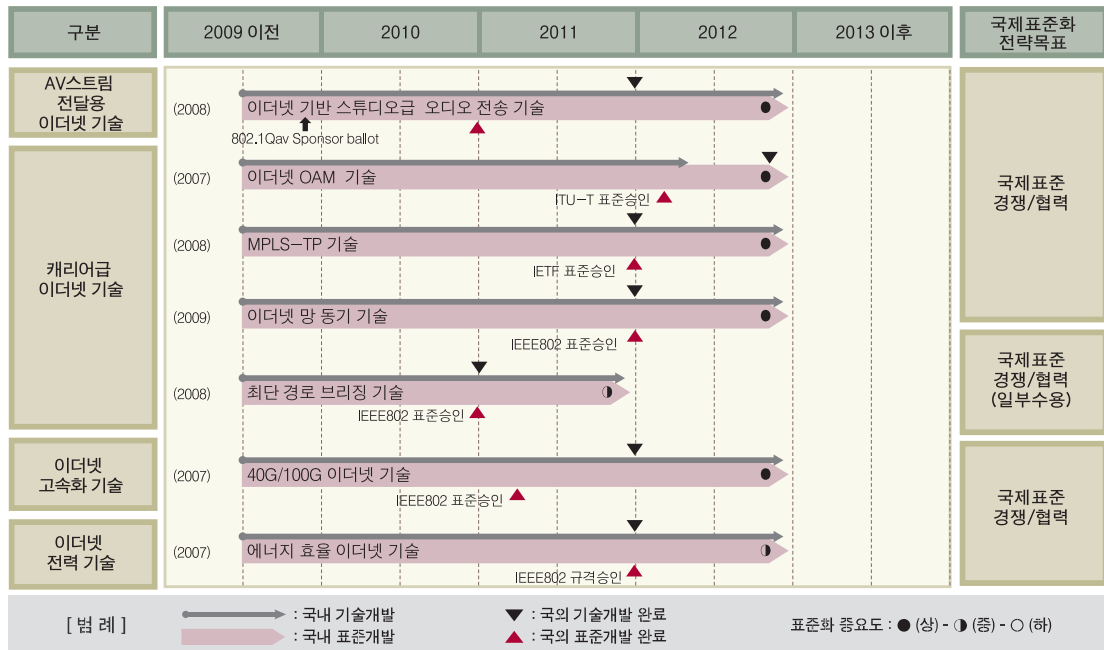 구분
2009 이전
2010
2011
2012
2013 이후
국제표준화
전략목표
AV스트림
전달용
이더넷 기술
(2008)
이더넷 기반 스튜디오급 오디오 전송 기술
802.1Qav Sponsor ballot
캐리어급
이더넷 기술
(2007)
이더넷 OAM 기술
ITU-T 표준승인
(2008)
MPLS-TP 기술
IETF 표준승인
(2009)
이더넷 망 동기 기술
IEEE802 표준승인
국제표준
경쟁/협력
(2008)
최단 경로 브리징 기술
IEEE802 표준승인
국제표준
경쟁/협력
(일부수용)
이더넷
고속화 기술
(2007)
40G/100G 이더넷 기술
IEEE802 표준승인
이더넷
전력 기술
(2007)
에너지 효율 이더넷 기술
IEEE802 규격승인
국제표준
경쟁/협력
[ 범 례 ]
: 국내 기술개발
: 국내 표준개발
: 국외 기술개발 완료
: 국외 표준개발 완료
표준화 중요도 : ● (상) - ◑ (중) - ○ (하)